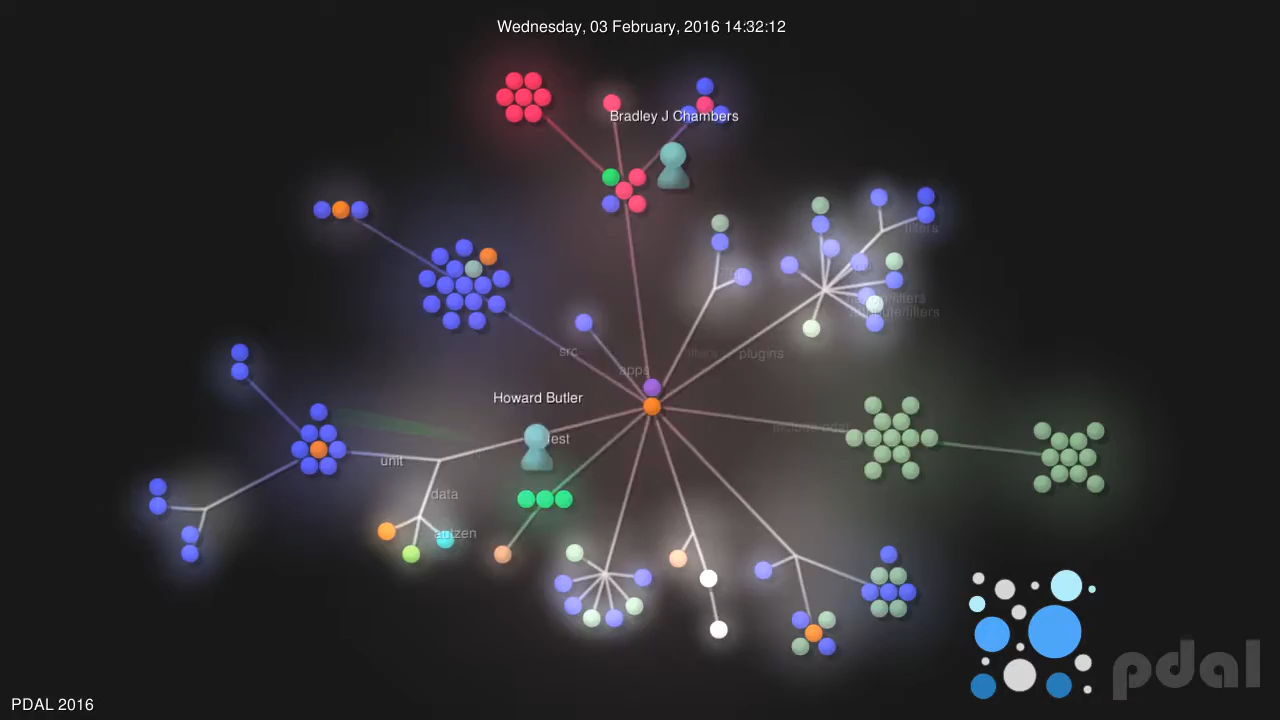 Wednesday, 03 February, 2016 14:32:12
Bradley J Chambers
filters
plugins
src
apps
Howard Butler
test
unit
data
autzen
pdal
PDAL 2016